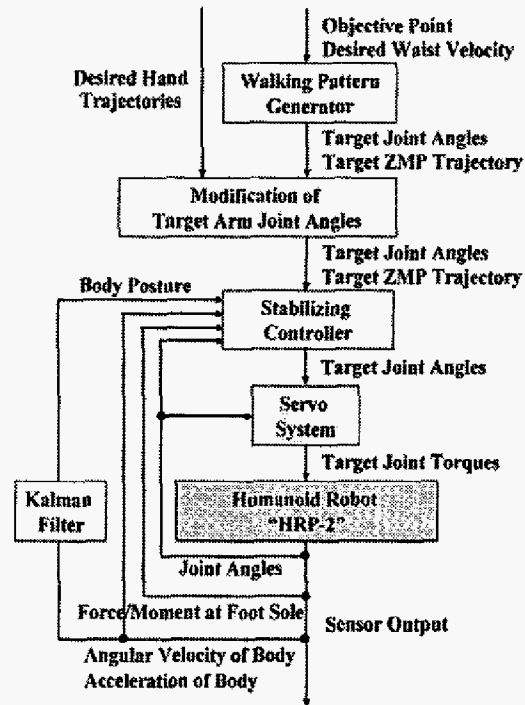 Objective Point
Desired Waist Velocity
Desired Hand
Trajectories
Walking Pattern
Generator
Target Joint Angles
Target ZMP Trajectory
Modification of
Target Arm Joint Angles
Target Joint Angles
Target ZMP Trajectory
Body Posture
Stabilizing
Controller
Target Joint Angles
Servo
System
Target Joint Torques
Kalman
Filter
Humanoid Robot
"HRP-2"
Joint Angles
Force/Moment at Foot Sole
Sensor Output
Angular Velocity of Body
Acceleration of Body